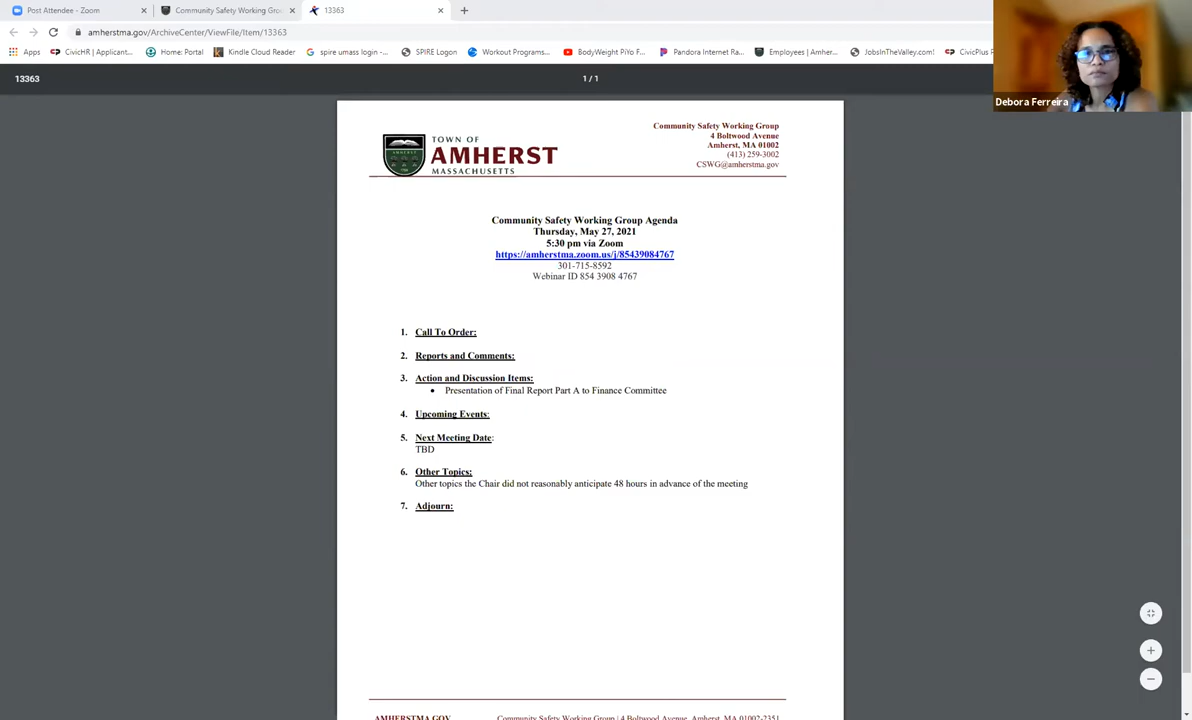 Post Attendee - Zoom
Community Safety Working Gro
13363
amherstma.gov/ArchiveCenter/ViewFile/Item/13363
Apps CivicHR | Applicant... Home: Portal Kindle Cloud Reader spire umass login -... SPIRE Logon Workout Programs... BodyWeight PiYo F... Pandora Internet Ra... Employees | Amher... JobsInTheValley.com! CivicPlus
13363
1 / 1
Debora Ferreira
TOWN OF
AMHERST
MASSACHUSETTS
Community Safety Working Group
4 Boltwood Avenue
Amherst, MA 01002
(413) 259-3002
CSWG@amherstma.gov
Community Safety Working Group Agenda
Thursday, May 27, 2021
5:30 pm via Zoom
https://amherstma.zoom.us/j/85439084767
301-715-8592
Webinar ID 854 3908 4767
1. Call To Order:
2. Reports and Comments:
3. Action and Discussion Items:
• Presentation of Final Report Part A to Finance Committee
4. Upcoming Events:
5. Next Meeting Date:
TBD
6. Other Topics:
Other topics the Chair did not reasonably anticipate 48 hours in advance of the meeting
7. Adjourn:
AMHERSTMA.GOV Community Safety Working Group | 4 Boltwood Avenue, Amherst, MA 01002-2351